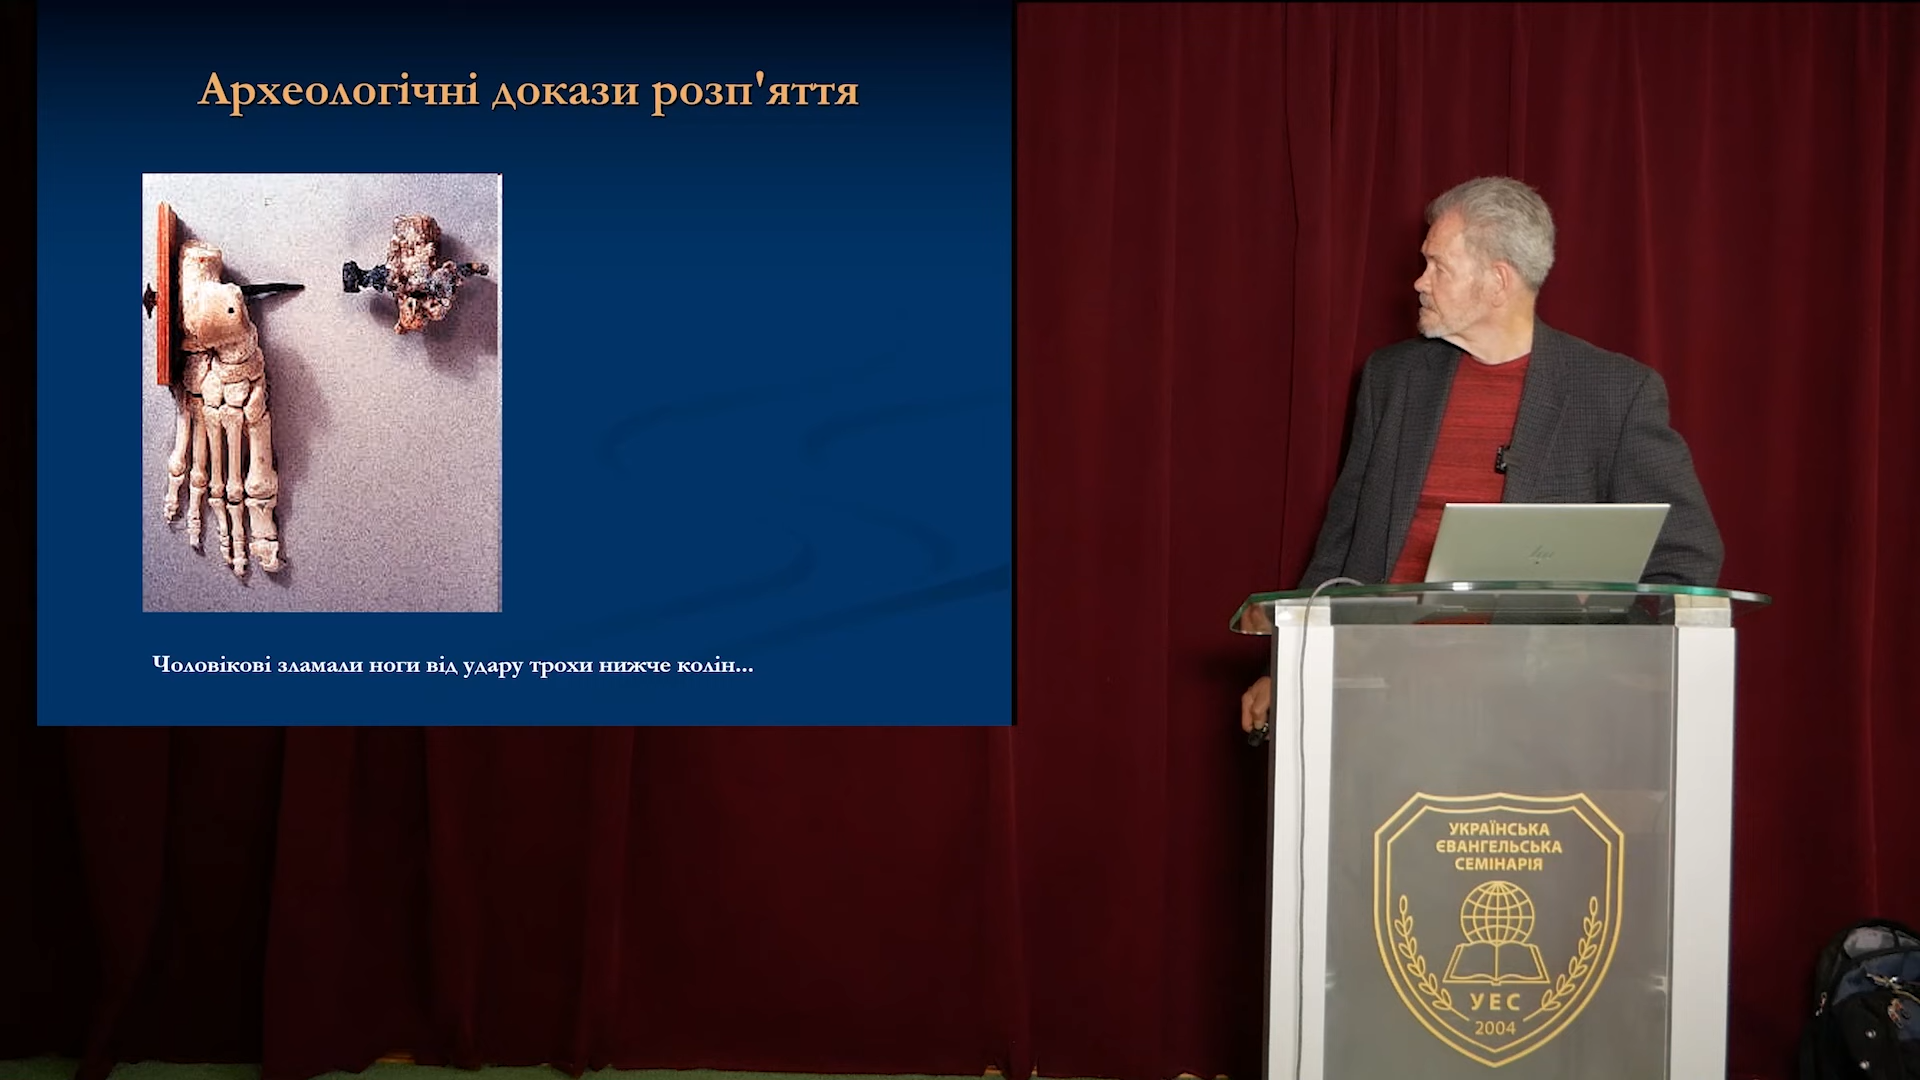 Археологічні докази розп'яття
Чоловікові зламали ноги від удару трохи нижче колін...
УКРАЇНСЬКА
ЄВАНГЕЛЬСЬКА
СЕМІНАРІЯ
УЕС
2004